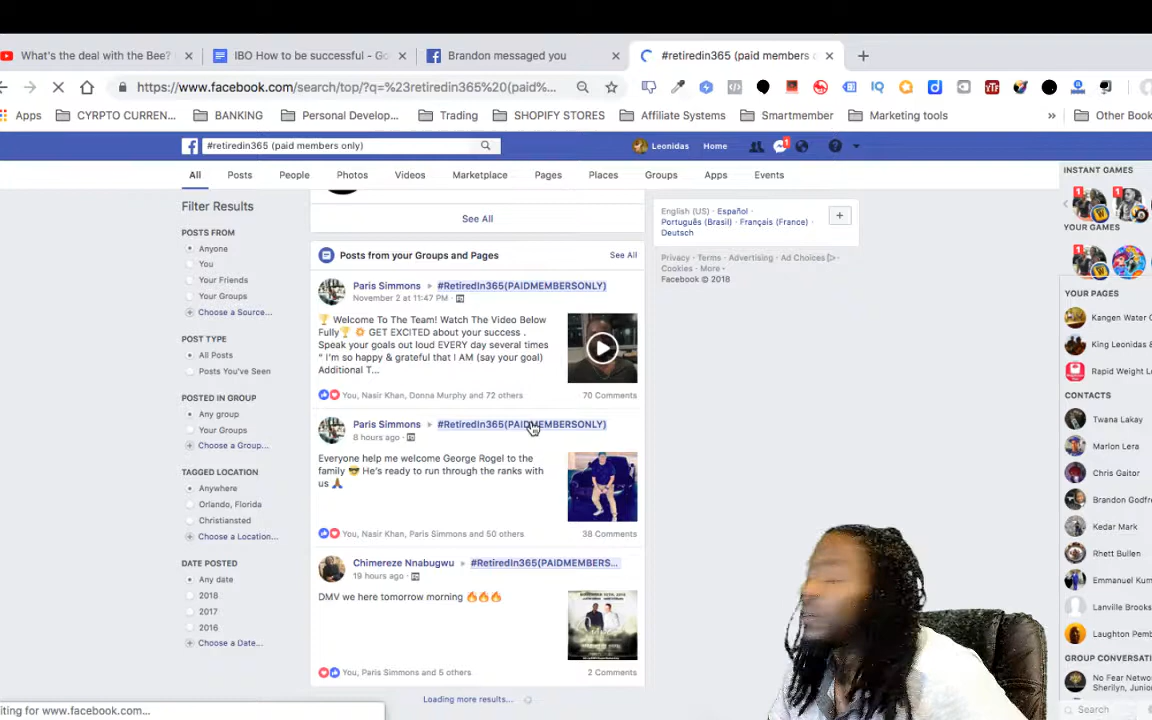 What's the deal with the Bee?
IBO How to be successful - Go
Brandon messaged you
#retiredin365 (paid members o
https://www.facebook.com/search/top/?q=%23retiredin365%20(paid%...
Apps
CYRPTO CURREN...
BANKING
Personal Develop...
Trading
SHOPIFY STORES
Affiliate Systems
Smartmember
Marketing tools
»
Other Book
#retiredin365 (paid members only)
Leonidas
Home
1
All
Posts
People
Photos
Videos
Marketplace
Pages
Places
Groups
Apps
Events
Filter Results
POSTS FROM
Anyone
You
Your Friends
Your Groups
Choose a Source...
POST TYPE
All Posts
Posts You've Seen
POSTED IN GROUP
Any group
Your Groups
Choose a Group...
TAGGED LOCATION
Anywhere
Orlando, Florida
Christiansted
Choose a Location...
DATE POSTED
Any date
2018
2017
2016
Choose a Date...
See All
Posts from your Groups and Pages
See All
Paris Simmons ▸ #RetiredIn365(PAIDMEMBERSONLY)
November 2 at 11:47 PM ·
🏆 Welcome To The Team! Watch The Video Below
Fully🏆 💥 GET EXCITED about your success .
Speak your goals out loud EVERY day several times
" I'm so happy & grateful that I AM (say your goal)
Additional T...
You, Nasir Khan, Donna Murphy and 72 others
70 Comments
Paris Simmons ▸ #RetiredIn365(PAIDMEMBERSONLY)
8 hours ago ·
Everyone help me welcome George Rogel to the
family 😎 He's ready to run through the ranks with
us 🙏🏾
You, Nasir Khan, Paris Simmons and 50 others
38 Comments
Chimereze Nnabugwu ▸ #RetiredIn365(PAIDMEMBERS...
19 hours ago ·
DMV we here tomorrow morning 🔥🔥🔥
You, Paris Simmons and 5 others
2 Comments
Loading more results...
English (US) · Español ·
Português (Brasil) · Français (France) ·
Deutsch
Privacy · Terms · Advertising · Ad Choices ·
Cookies · More ·
Facebook © 2018
INSTANT GAMES
1
1
YOUR GAMES
1
YOUR PAGES
Kangen Water C
King Leonidas &
Rapid Weight L
CONTACTS
Twana Lakay
Marlon Lera
Chris Gaitor
Brandon Godfr
Kedar Mark
Rhett Bullen
Emmanuel Kum
Lanville Brooks
Laughton Pemb
GROUP CONVERSATI
No Fear Netwo
Sherilyn, Junior
Search
iting for www.facebook.com...